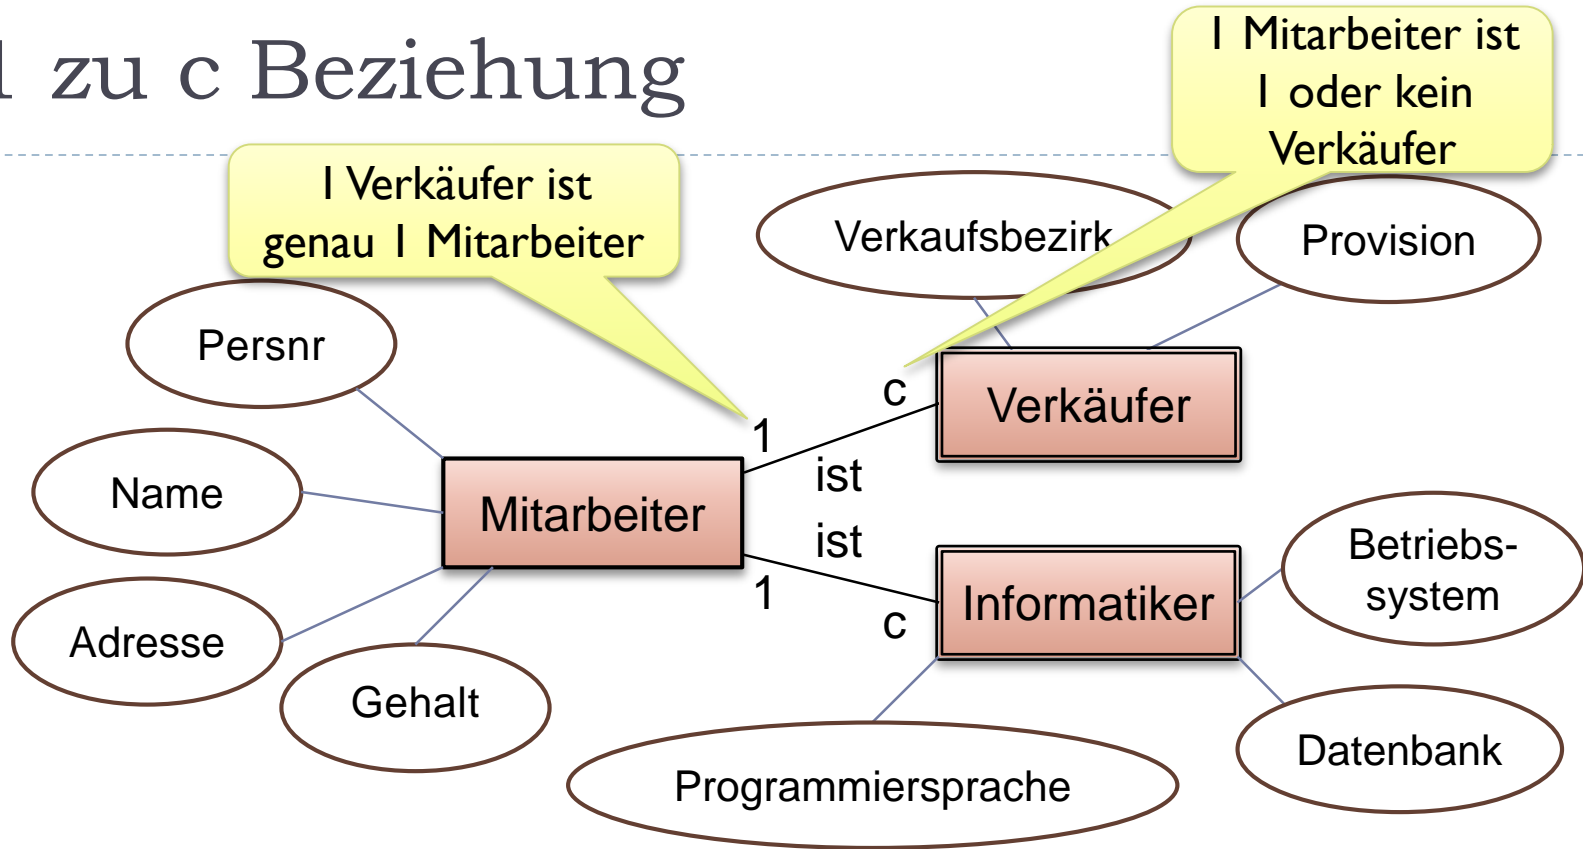 1 zu c Beziehung
1 Mitarbeiter ist
1 oder kein
Verkäufer
1 Verkäufer ist
genau 1 Mitarbeiter
Verkaufsbezirk
Provision
Persnr
c
Verkäufer
1
ist
Name
Mitarbeiter
ist
Betriebs-
system
1
c
Informatiker
Adresse
Gehalt
Datenbank
Programmiersprache